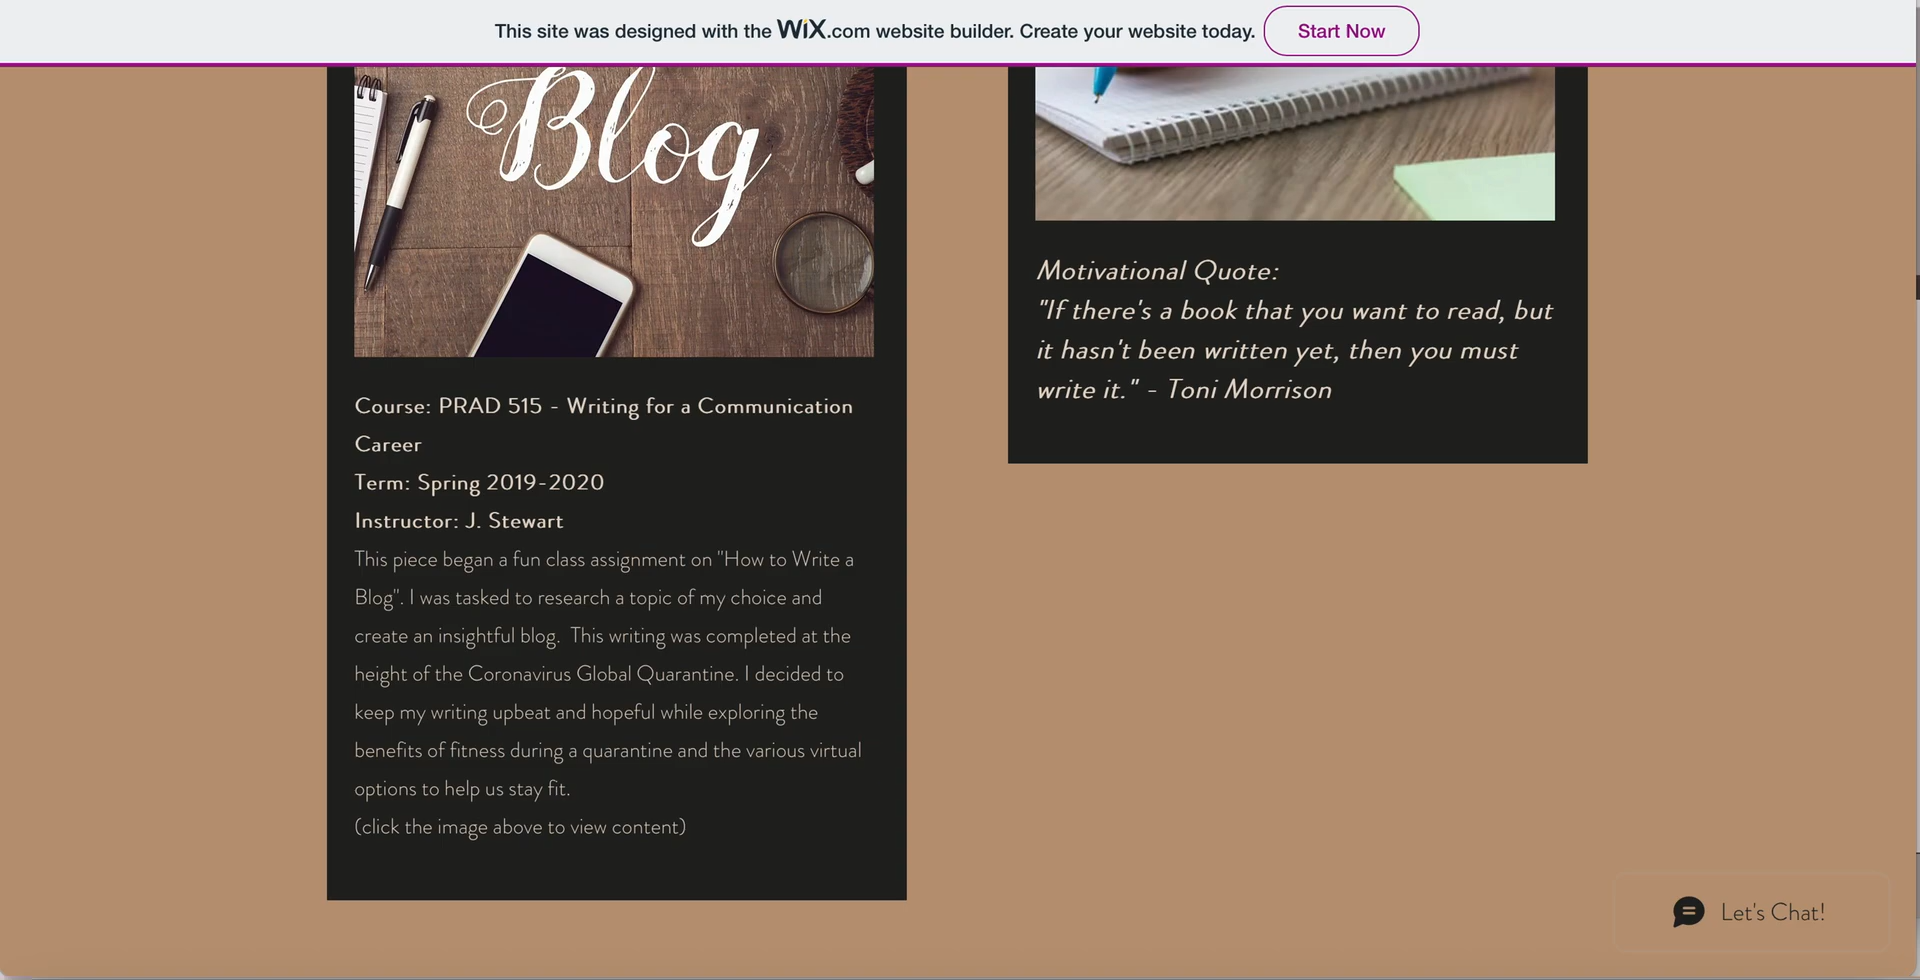 This site was designed with the WiX.com website builder. Create your website today. Start Now
Blog
Course: PRAD 515 - Writing for a Communication
Career
Term: Spring 2019-2020
Instructor: J. Stewart
This piece began a fun class assignment on "How to Write a
Blog". I was tasked to research a topic of my choice and
create an insightful blog.  This writing was completed at the
height of the Coronavirus Global Quarantine. I decided to
keep my writing upbeat and hopeful while exploring the
benefits of fitness during a quarantine and the various virtual
options to help us stay fit.
(click the image above to view content)
Motivational Quote:
"If there's a book that you want to read, but
it hasn't been written yet, then you must
write it." - Toni Morrison
Let's Chat!